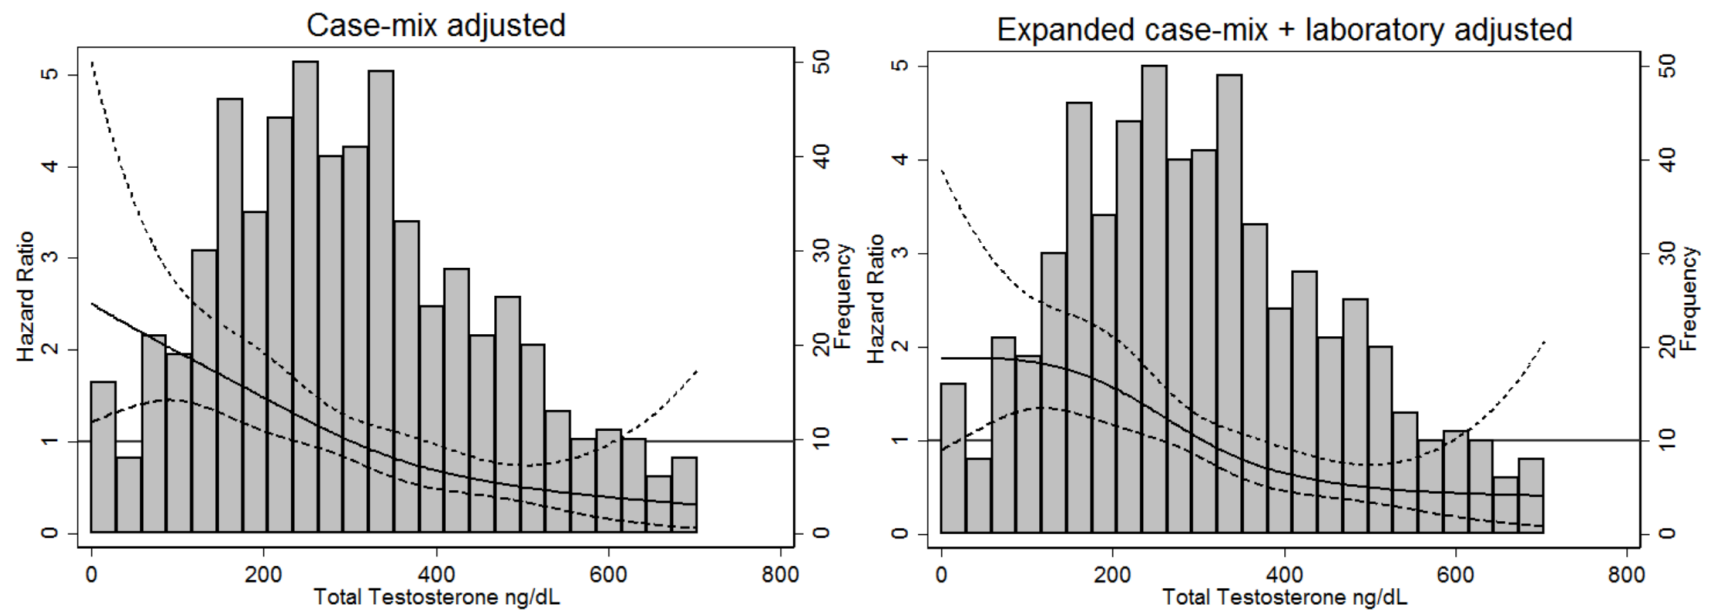 Case-mix adjusted
Hazard Ratio
0 1 2 3 4 5
Frequency
0 10 20 30 40 50
0 200 400 600 800
Total Testosterone ng/dL
Expanded case-mix + laboratory adjusted
Hazard Ratio
0 1 2 3 4 5
Frequency
0 10 20 30 40 50
0 200 400 600 800
Total Testosterone ng/dL